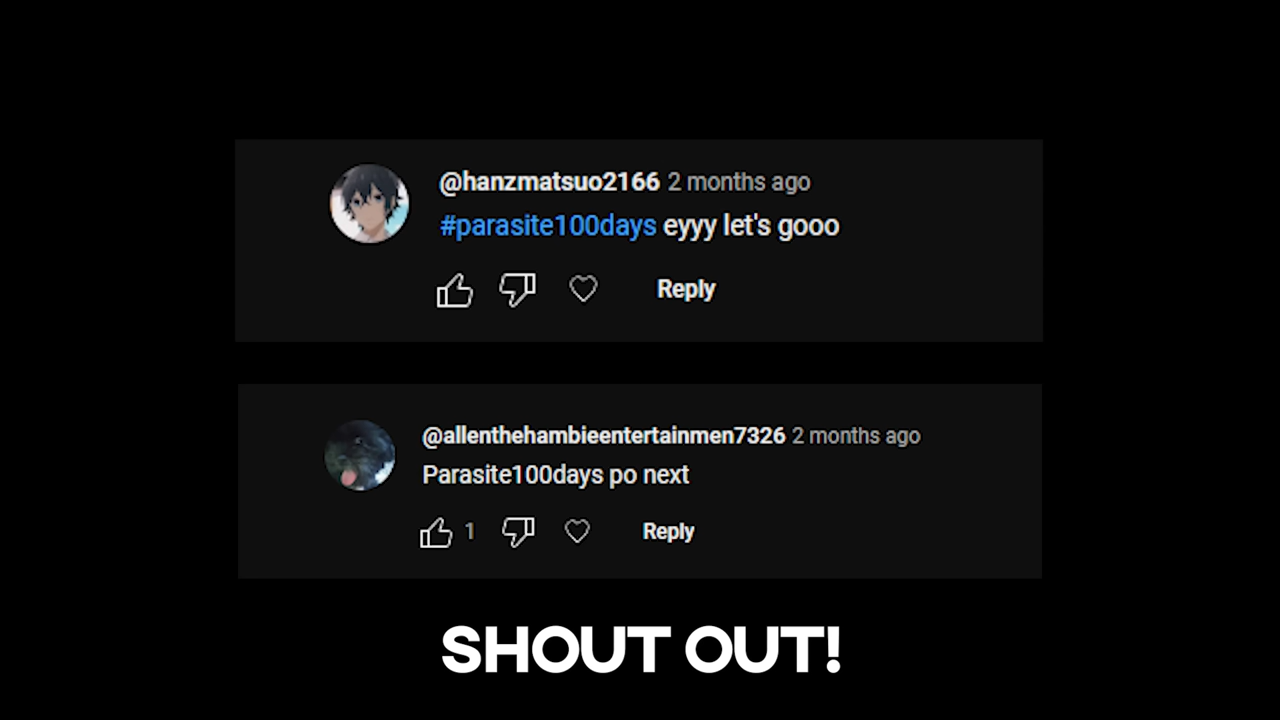 @hanzmatsuo2166 2 months ago
#parasite100days eyyy let's gooo
Reply
@allenthehambieentertainmen7326 2 months ago
Parasite100days po next
1 Reply
SHOUT OUT!